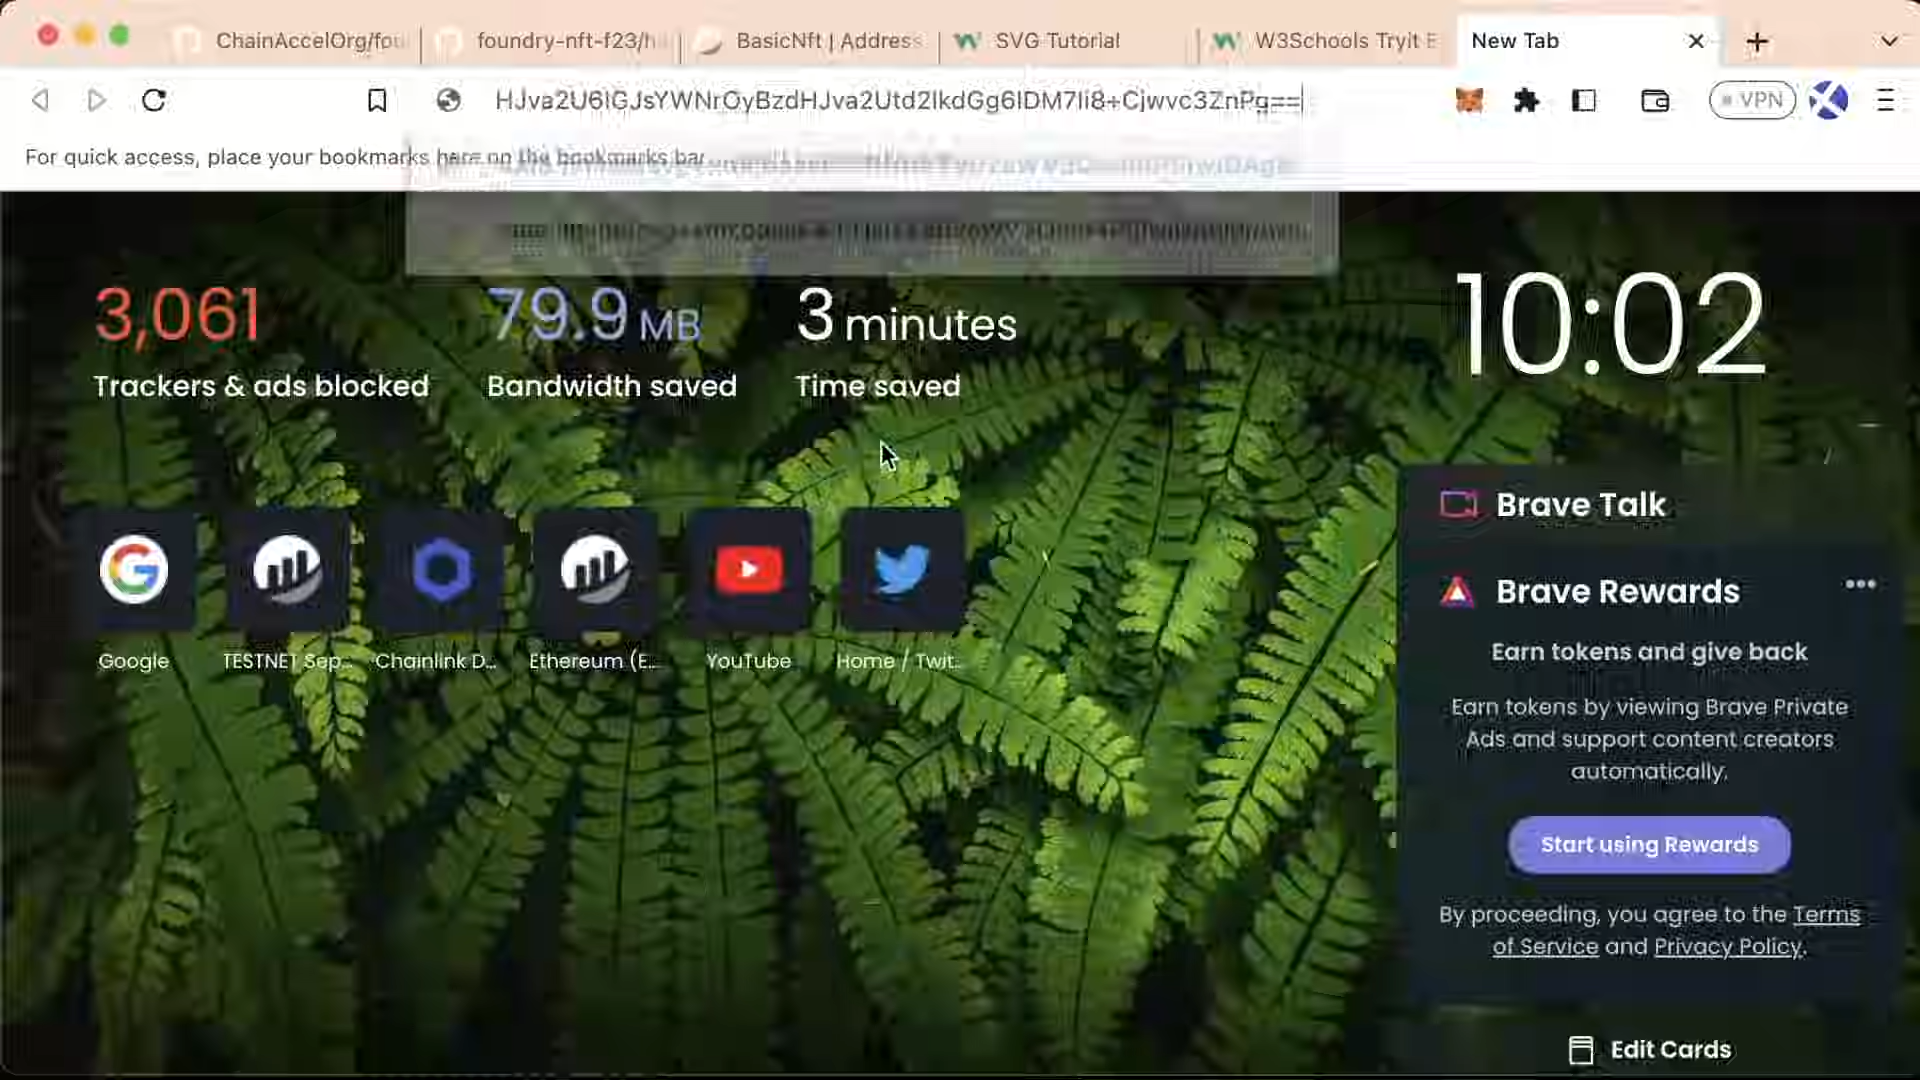 ChainAccelOrg/fou
foundry-nft-f23/ha
BasicNft | Address
SVG Tutorial
W3Schools Tryit E
New Tab
HJva2U6IGJsYWNrOyBzdHJva2Utd2lkdGg6IDM7Ii8+Cjwvc3ZnPg==
VPN
For quick access, place your bookmarks here on the bookmarks bar
3,061
Trackers & ads blocked
79.9 MB
Bandwidth saved
3 minutes
Time saved
10:02
Google
TESTNET Sep...
Chainlink D...
Ethereum (E...
YouTube
Home / Twit...
Brave Talk
Brave Rewards
Earn tokens and give back
Earn tokens by viewing Brave Private
Ads and support content creators
automatically.
Start using Rewards
By proceeding, you agree to the Terms
of Service and Privacy Policy.
Edit Cards